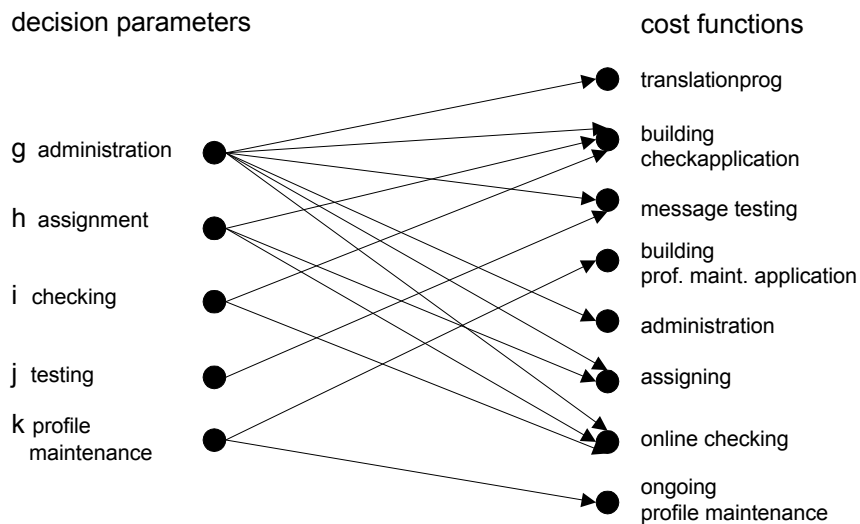 decision parameters
cost functions
g administration
h assignment
i checking
j testing
k profile
maintenance
translationprog
building
checkapplication
message testing
building
prof. maint. application
administration
assigning
online checking
ongoing
profile maintenance